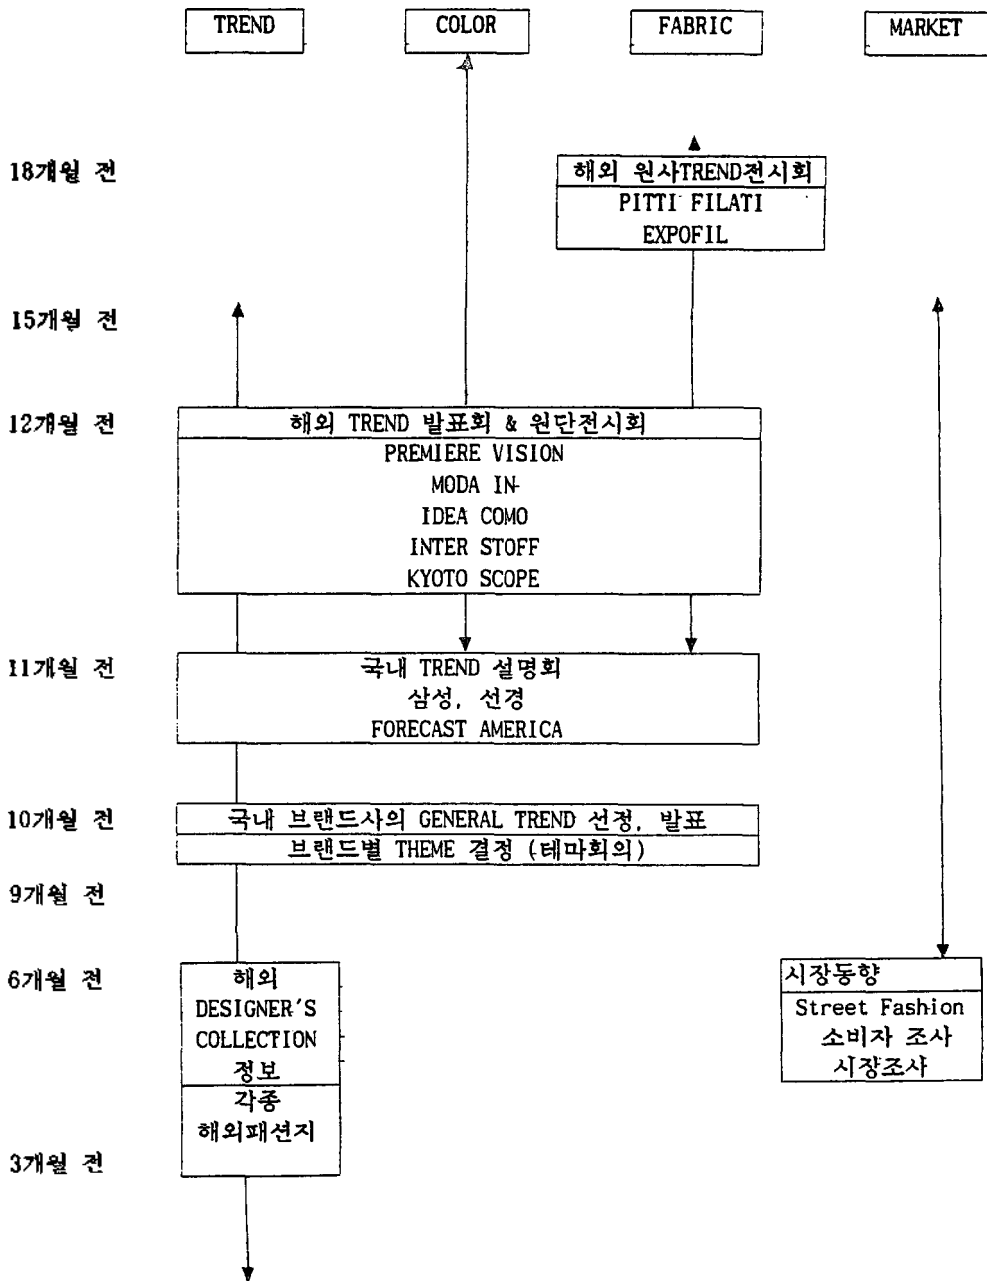 TREND
COLOR
FABRIC
MARKET
18개월 전
해외 원사TREND전시회
PITTI FILATI
EXPOFIL
15개월 전
12개월 전
해외 TREND 발표회 & 원단전시회
PREMIERE VISION
MODA IN
IDEA COMO
INTER STOFF
KYOTO SCOPE
11개월 전
국내 TREND 설명회
삼성, 선경
FORECAST AMERICA
10개월 전
국내 브랜드사의 GENERAL TREND 선정, 발표
브랜드별 THEME 결정 (테마회의)
9개월 전
6개월 전
해외
DESIGNER'S
COLLECTION
정보
각종
해외패션지
시장동향
Street Fashion
소비자 조사
시장조사
3개월 전